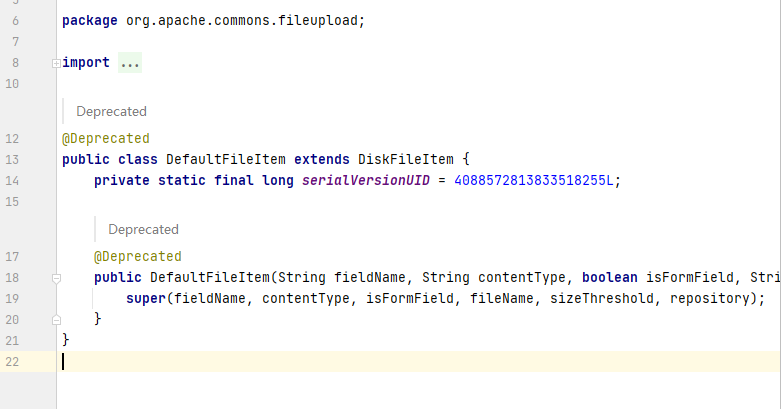 6 package org.apache.commons.fileupload;
7
8 import ...
10
Deprecated
12 @Deprecated
13 public class DefaultFileItem extends DiskFileItem {
14 private static final long serialVersionUID = 4088572813833518255L;
15
Deprecated
17 @Deprecated
18 public DefaultFileItem(String fieldName, String contentType, boolean isFormField, Stri
19 super(fieldName, contentType, isFormField, fileName, sizeThreshold, repository);
20 }
21 }
22